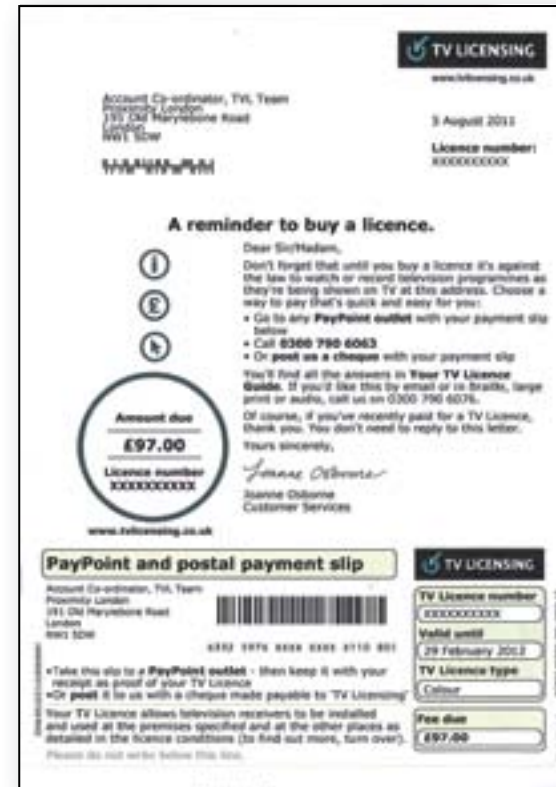 TV LICENSING
www.tvlicensing.co.uk
Account Co-ordinator, TVL Team
Proximity London
191 Old Marylebone Road
London
NW1 5DW
3 August 2011
Licence number:
XXXXXXXXXX
A reminder to buy a licence.
Dear Sir/Madam,
Don't forget that until you buy a licence it's against
the law to watch or record television programmes as
they're being shown on TV at this address. Choose a
way to pay that's quick and easy for you:
• Go to any PayPoint outlet with your payment slip
below
• Call 0300 790 6063
• Or post us a cheque with your payment slip
You'll find all the answers in Your TV Licence
Guide. If you'd like this by email or in Braille, large
print or audio, call us on 0300 790 6076.
Of course, if you've recently paid for a TV Licence,
thank you. You don't need to reply to this letter.
Yours sincerely,
Joanne Osborne
Joanne Osborne
Customer Services
i
£
Amount due
£97.00
Licence number
XXXXXXXXXX
www.tvlicensing.co.uk
PayPoint and postal payment slip
Account Co-ordinator, TVL Team
Proximity London
191 Old Marylebone Road
London
NW1 5DW
•Take this slip to a PayPoint outlet - then keep it with your
receipt as proof of your TV Licence
•Or post it to us with a cheque made payable to 'TV Licensing'
Your TV Licence allows television receivers to be installed
and used at the premises specified and at the other places as
detailed in the licence conditions (to find out more, turn over).
Please do not write below this line.
TV LICENSING
TV Licence number
XXXXXXXXXX
Valid until
29 February 2012
TV Licence type
Colour
Fee due
£97.00